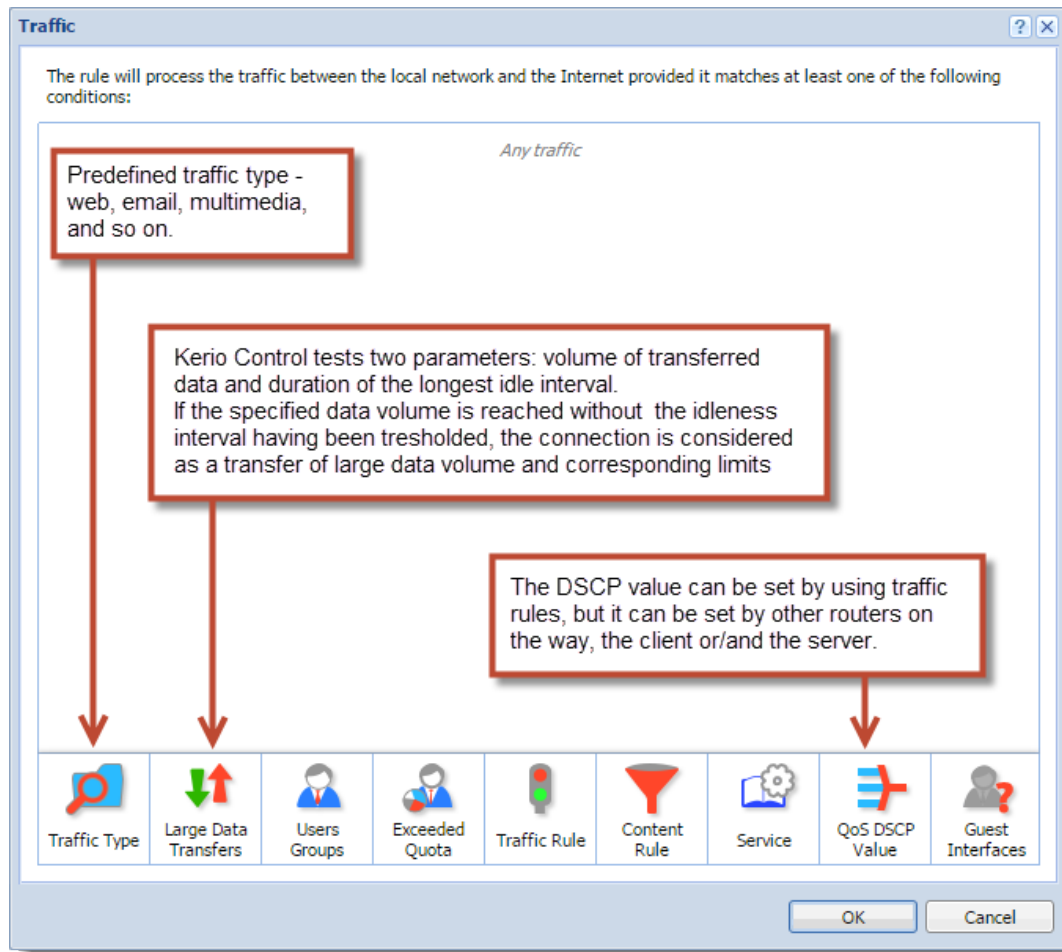 Traffic
The rule will process the traffic between the local network and the Internet provided it matches at least one of the following
conditions:
Any traffic
Predefined traffic type -
web, email, multimedia,
and so on.
Kerio Control tests two parameters: volume of transferred
data and duration of the longest idle interval.
If the specified data volume is reached without  the idleness
interval having been tresholded, the connection is considered
as a transfer of large data volume and corresponding limits
The DSCP value can be set by using traffic
rules, but it can be set by other routers on
the way, the client or/and the server.
Traffic Type
Large Data
Transfers
Users
Groups
Exceeded
Quota
Traffic Rule
Content
Rule
Service
QoS DSCP
Value
Guest
Interfaces
OK
Cancel